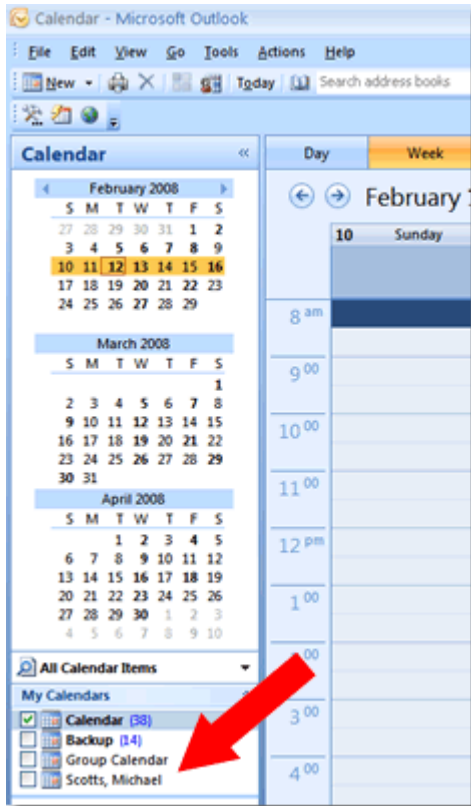 Calendar - Microsoft Outlook
File Edit View Go Tools Actions Help
New Today Search address books
Calendar « Day Week
February 2008
February
S M T W T F S
27 28 29 30 31 1 2
3 4 5 6 7 8 9
10 11 12 13 14 15 16
17 18 19 20 21 22 23
24 25 26 27 28 29
10 Sunday
March 2008
S M T W T F S
1
2 3 4 5 6 7 8
9 10 11 12 13 14 15
16 17 18 19 20 21 22
23 24 25 26 27 28 29
30 31
April 2008
S M T W T F S
1 2 3 4 5
6 7 8 9 10 11 12
13 14 15 16 17 18 19
20 21 22 23 24 25 26
27 28 29 30 1 2 3
4 5 6 7 8 9 10
8 am
9 00
10 00
11 00
12 pm
1 00
00
3 00
4 00
All Calendar Items
My Calendars
Calendar (38)
Backup (14)
Group Calendar
Scotts, Michael